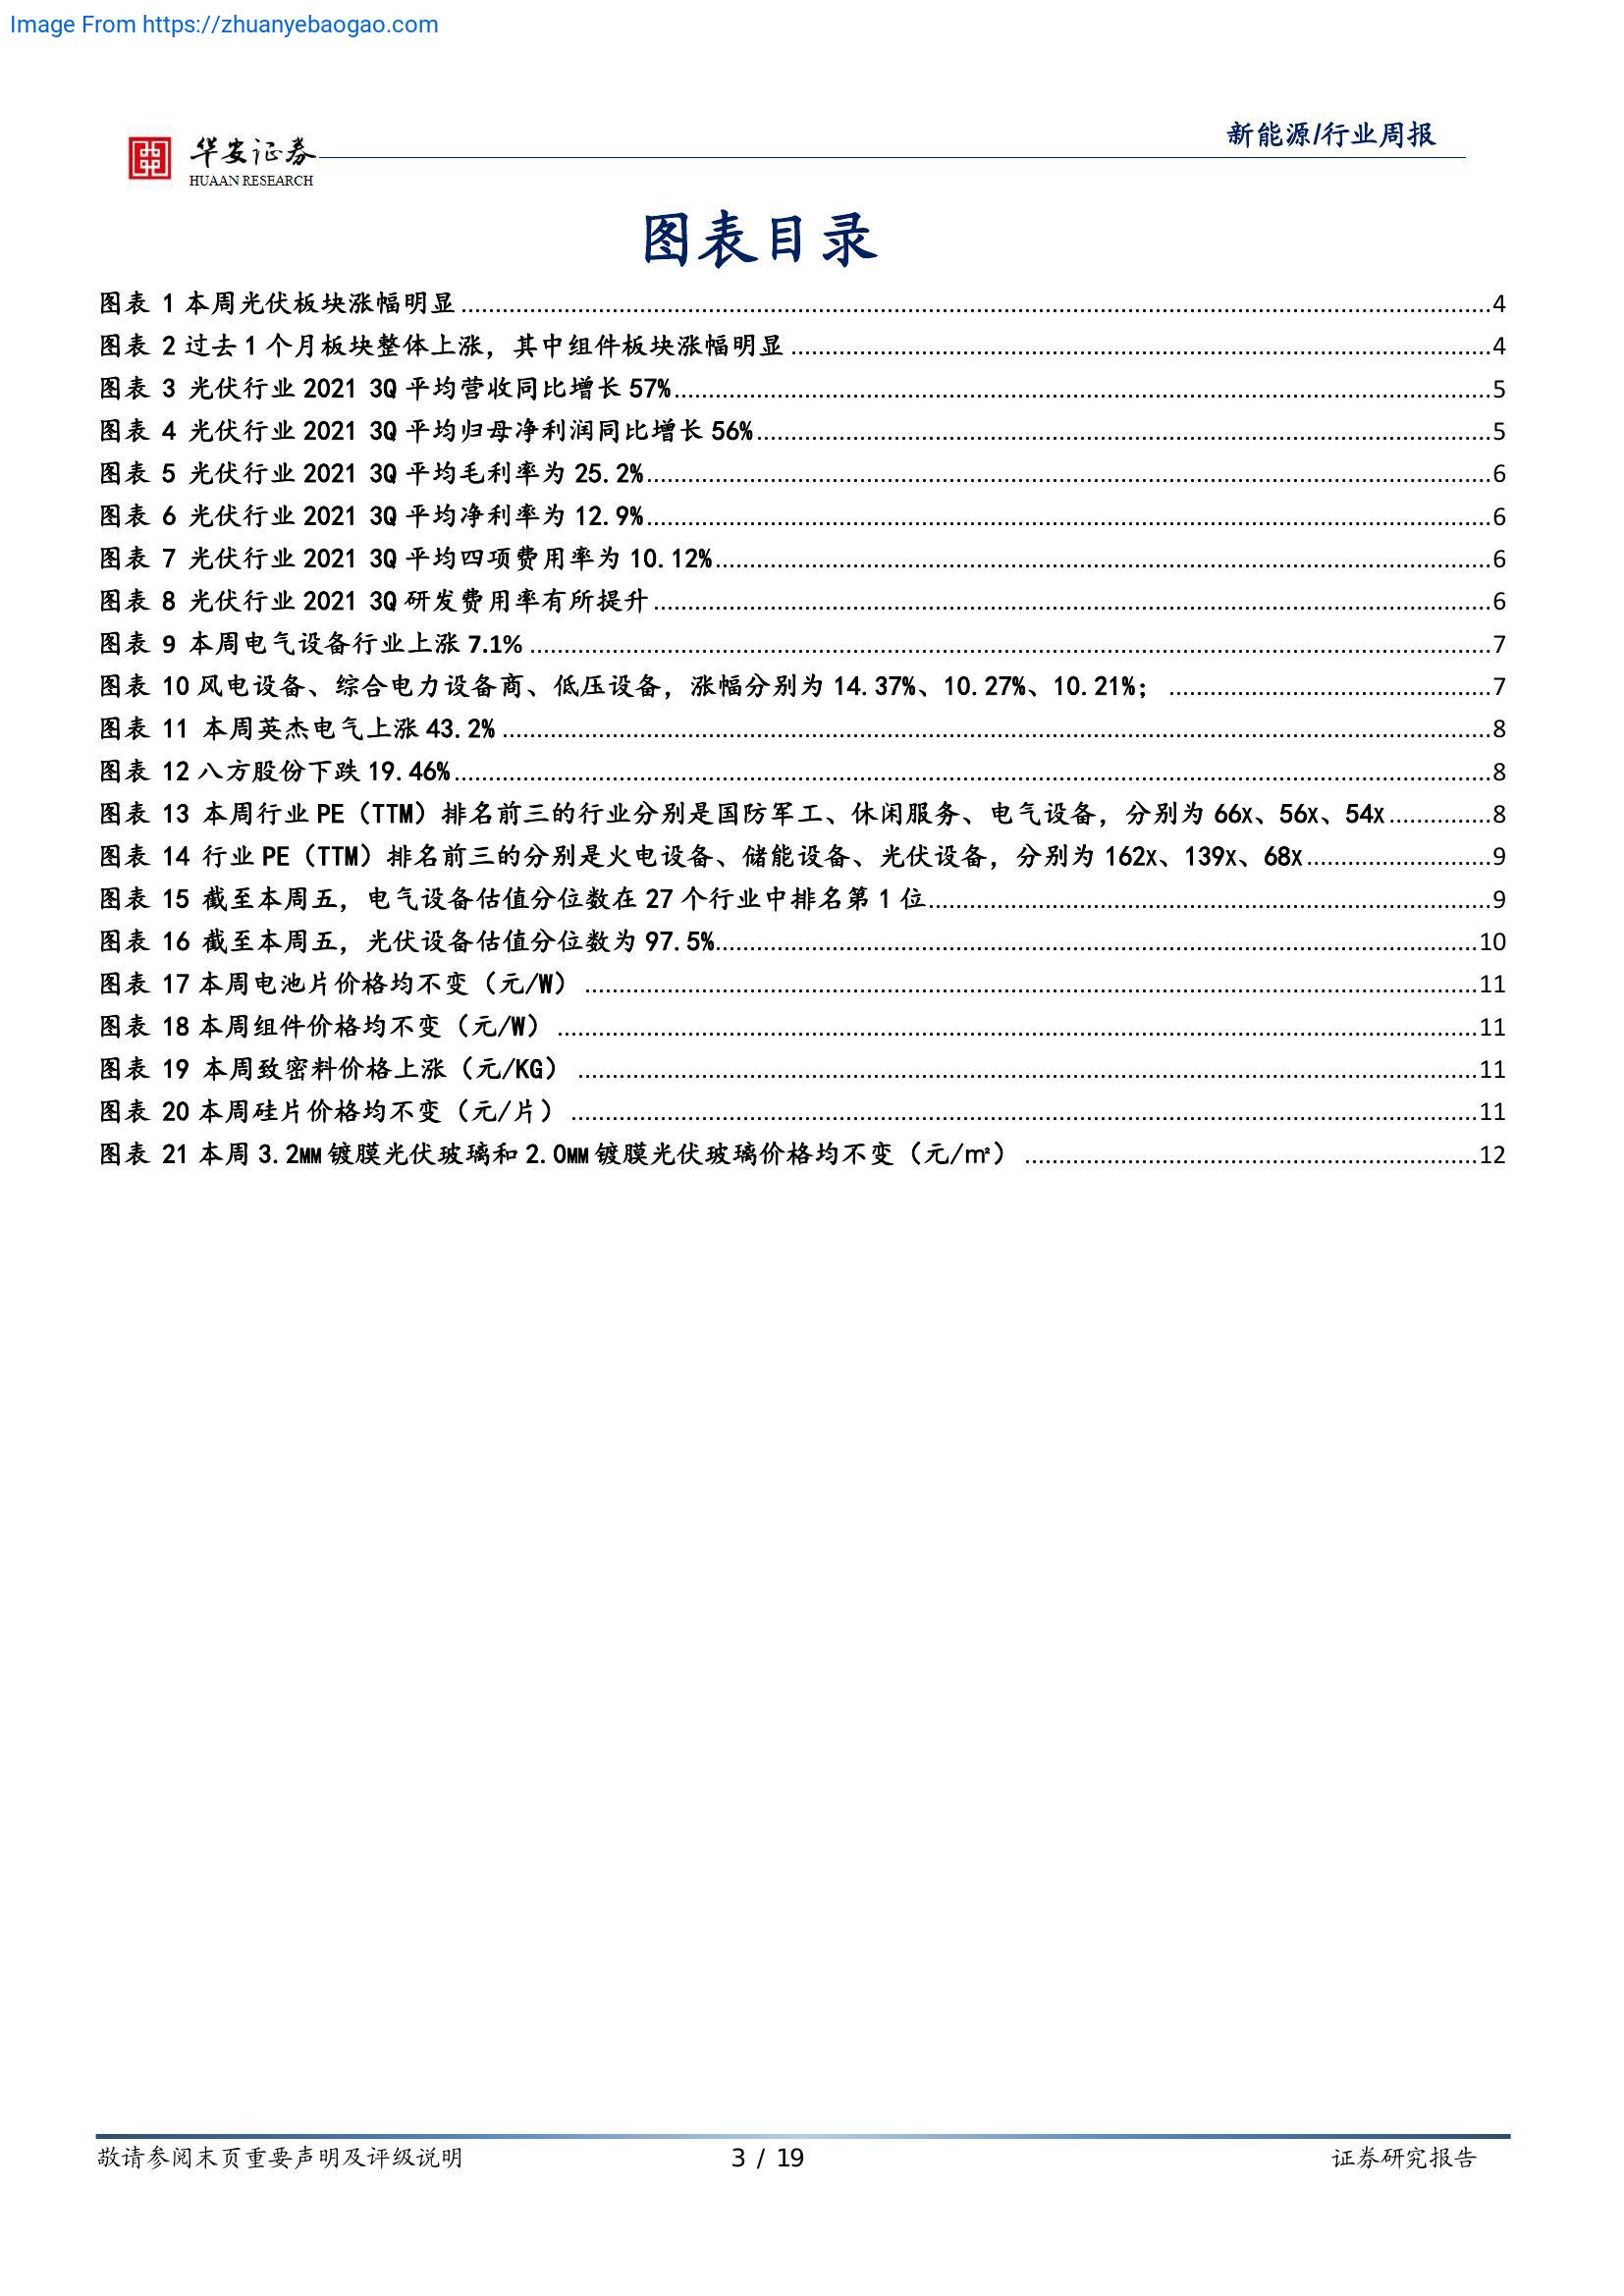 Image From https://zhuanyebaogao.com
新能源/行业周报
华安证券
HUAAN RESEARCH
图表目录
图表 1 本周光伏板块涨幅明显 4
图表 2 过去 1 个月板块整体上涨，其中组件板块涨幅明显 4
图表 3 光伏行业 2021 3Q 平均营收同比增长 57% 5
图表 4 光伏行业 2021 3Q 平均归母净利润同比增长 56% 5
图表 5 光伏行业 2021 3Q 平均毛利率为 25.2% 6
图表 6 光伏行业 2021 3Q 平均净利率为 12.9% 6
图表 7 光伏行业 2021 3Q 平均四项费用率为 10.12% 6
图表 8 光伏行业 2021 3Q 研发费用率有所提升 6
图表 9 本周电气设备行业上涨 7.1% 7
图表 10 风电设备、综合电力设备商、低压设备，涨幅分别为 14.37%、10.27%、10.21%； 7
图表 11 本周英杰电气上涨 43.2% 8
图表 12 八方股份下跌 19.46% 8
图表 13 本周行业 PE（TTM）排名前三的行业分别是国防军工、休闲服务、电气设备，分别为 66X、56X、54X 8
图表 14 行业 PE（TTM）排名前三的分别是火电设备、储能设备、光伏设备，分别为 162X、139X、68X 9
图表 15 截至本周五，电气设备估值分位数在 27 个行业中排名第 1 位 9
图表 16 截至本周五，光伏设备估值分位数为 97.5% 10
图表 17 本周电池片价格均不变（元/W） 11
图表 18 本周组件价格均不变（元/W） 11
图表 19 本周致密料价格上涨（元/KG） 11
图表 20 本周硅片价格均不变（元/片） 11
图表 21 本周 3.2MM 镀膜光伏玻璃和 2.0MM 镀膜光伏玻璃价格均不变（元/㎡） 12
敬请参阅末页重要声明及评级说明 3 / 19 证券研究报告